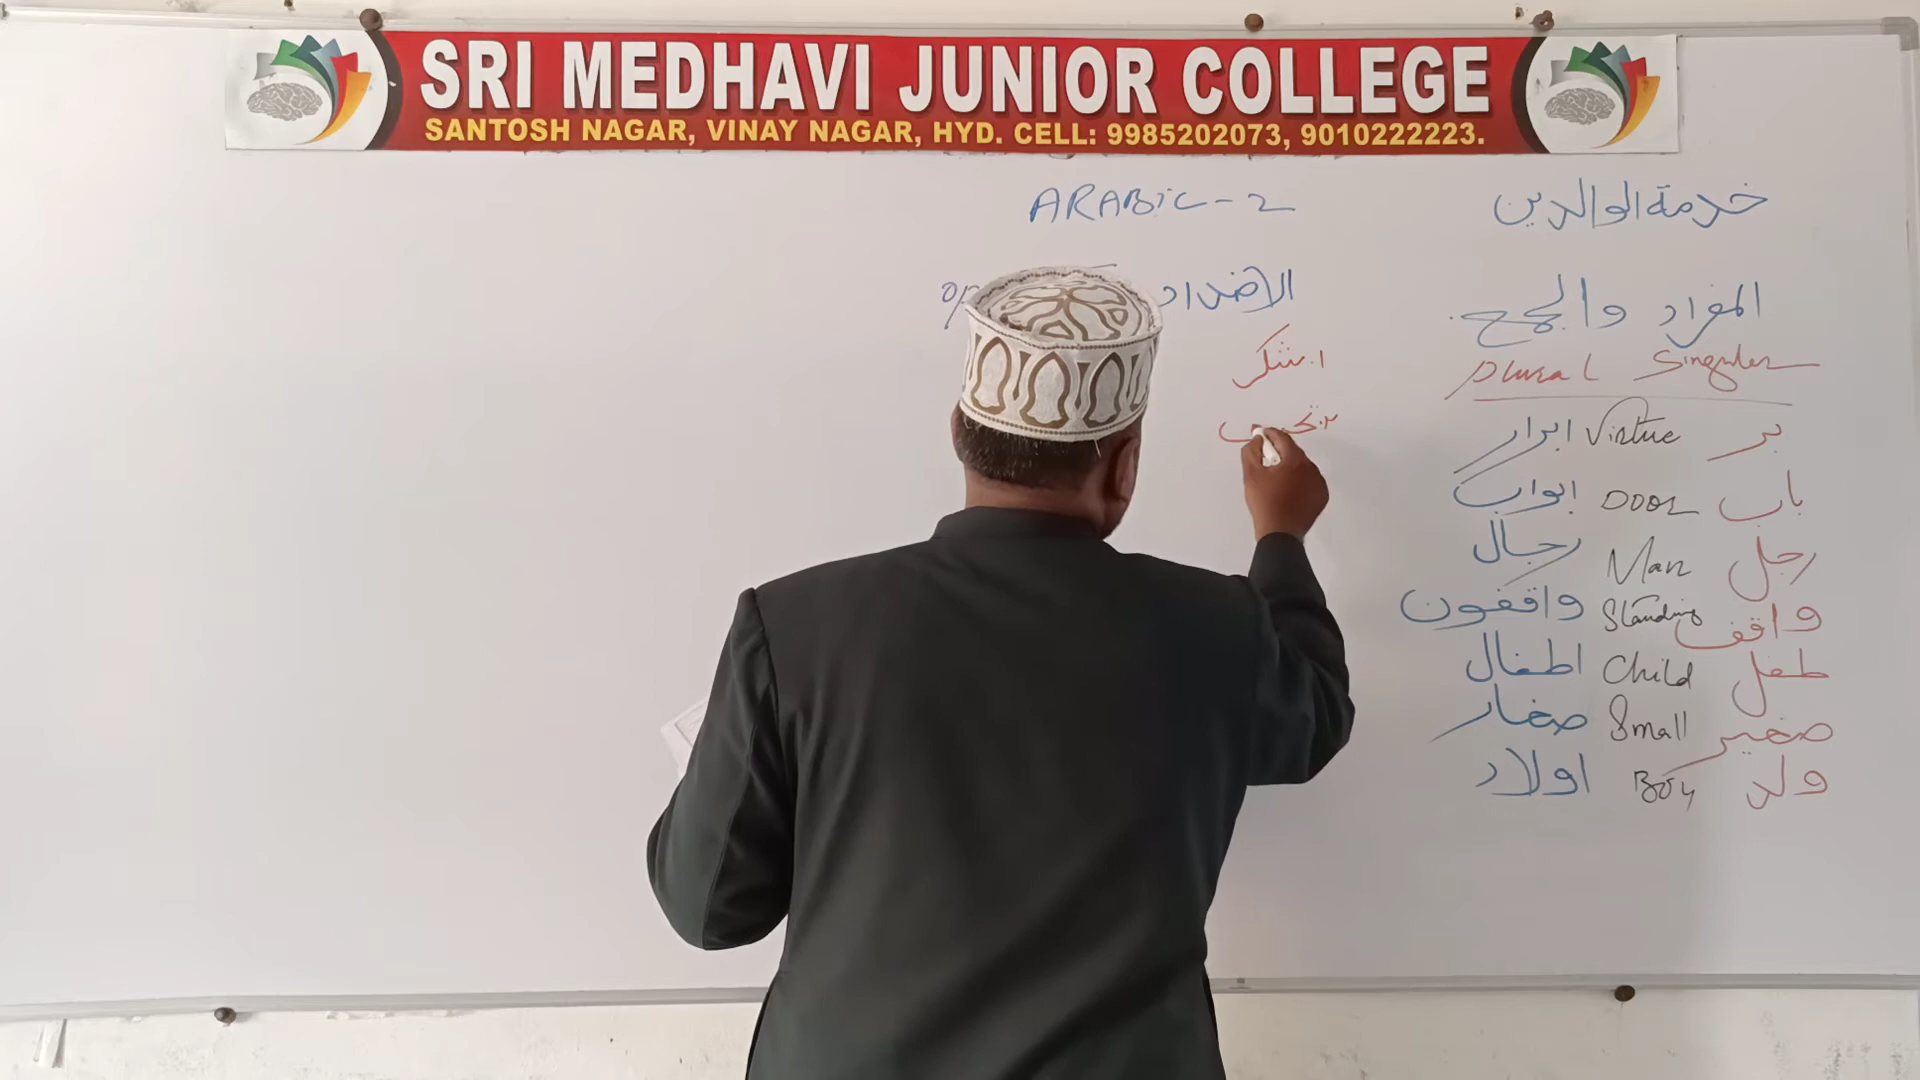 SRI MEDHAVI JUNIOR COLLEGE
SANTOSH NAGAR, VINAY NAGAR, HYD. CELL: 9985202073, 9010222223.
ARABIC - 2
خدمة الوالدين
المفراد والجمع
Singular Plural
بر Virtue ابرار
باب Door ابواب
رجل Man رجال
واقف Standing واقفون
طفل Child اطفال
صغير Small صغار
ولد Boy اولاد
الاضداد
١. شكر